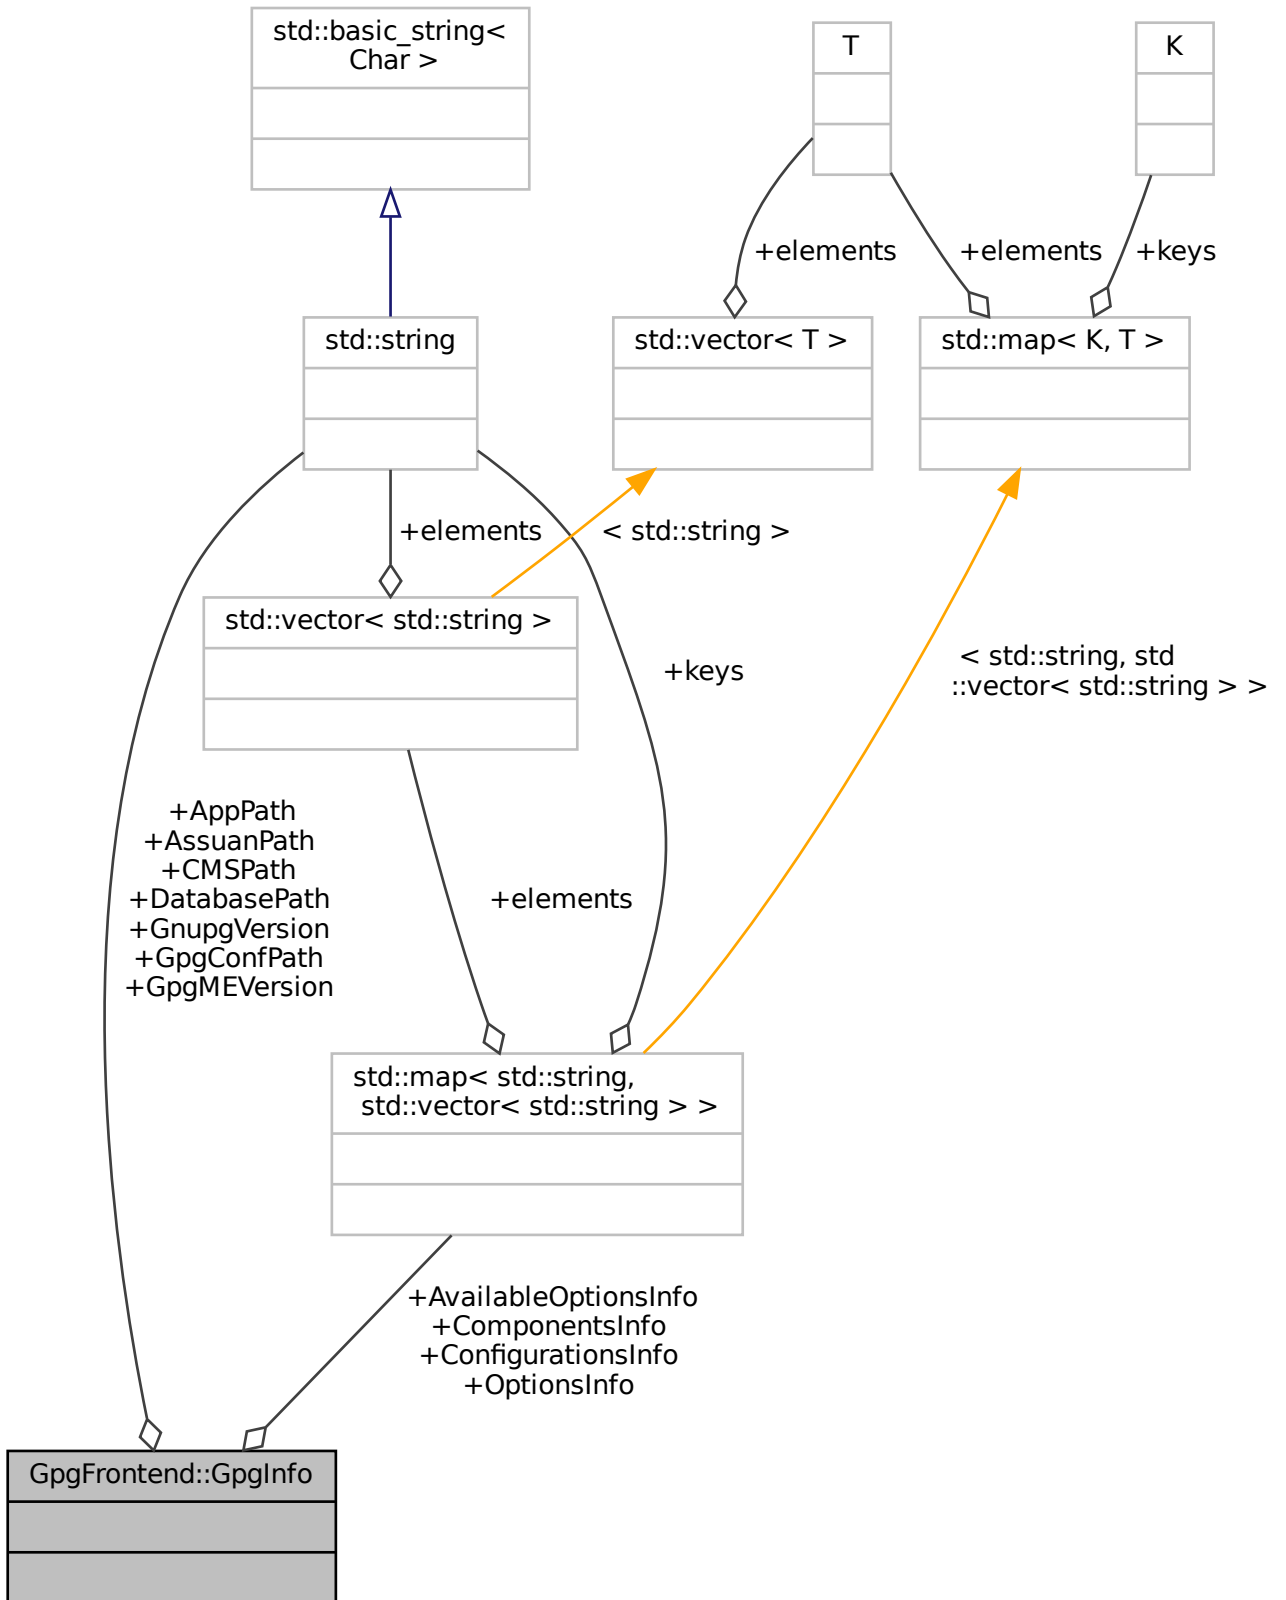 std::basic_string<
Char >
T
K
+elements
+elements
+keys
std::string
std::vector< T >
std::map< K, T >
+elements
< std::string >
std::vector< std::string >
+keys
< std::string, std
::vector< std::string > >
+AppPath
+AssuanPath
+CMSPath
+DatabasePath
+GnupgVersion
+GpgConfPath
+GpgMEVersion
+elements
std::map< std::string,
std::vector< std::string > >
+AvailableOptionsInfo
+ComponentsInfo
+ConfigurationsInfo
+OptionsInfo
GpgFrontend::GpgInfo